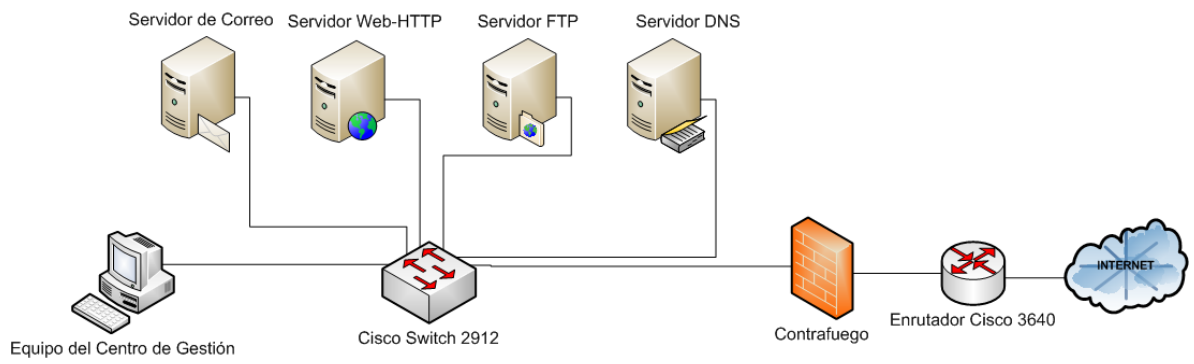 Servidor de Correo
Servidor Web-HTTP
Servidor FTP
Servidor DNS
INTERNET
Enrutador Cisco 3640
Contrafuego
Cisco Switch 2912
Equipo del Centro de Gestión